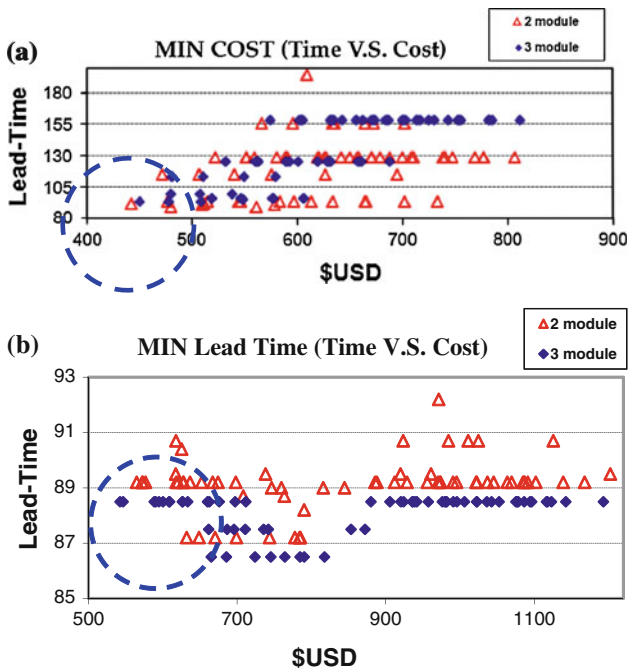 (a)
MIN COST (Time V.S. Cost)
2 module
3 module
Lead-Time
180
155
130
105
80
400 500 600 700 800 900
$USD
(b)
MIN Lead Time (Time V.S. Cost)
2 module
3 module
Lead-Time
93
91
89
87
85
500 700 900 1100
$USD